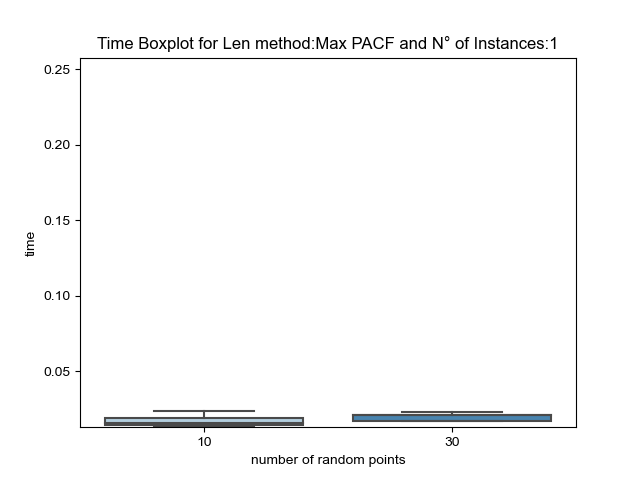 Time Boxplot for Len method:Max PACF and N° of Instances:1
0.25
0.20
0.15
0.10
0.05
time
10
30
number of random points